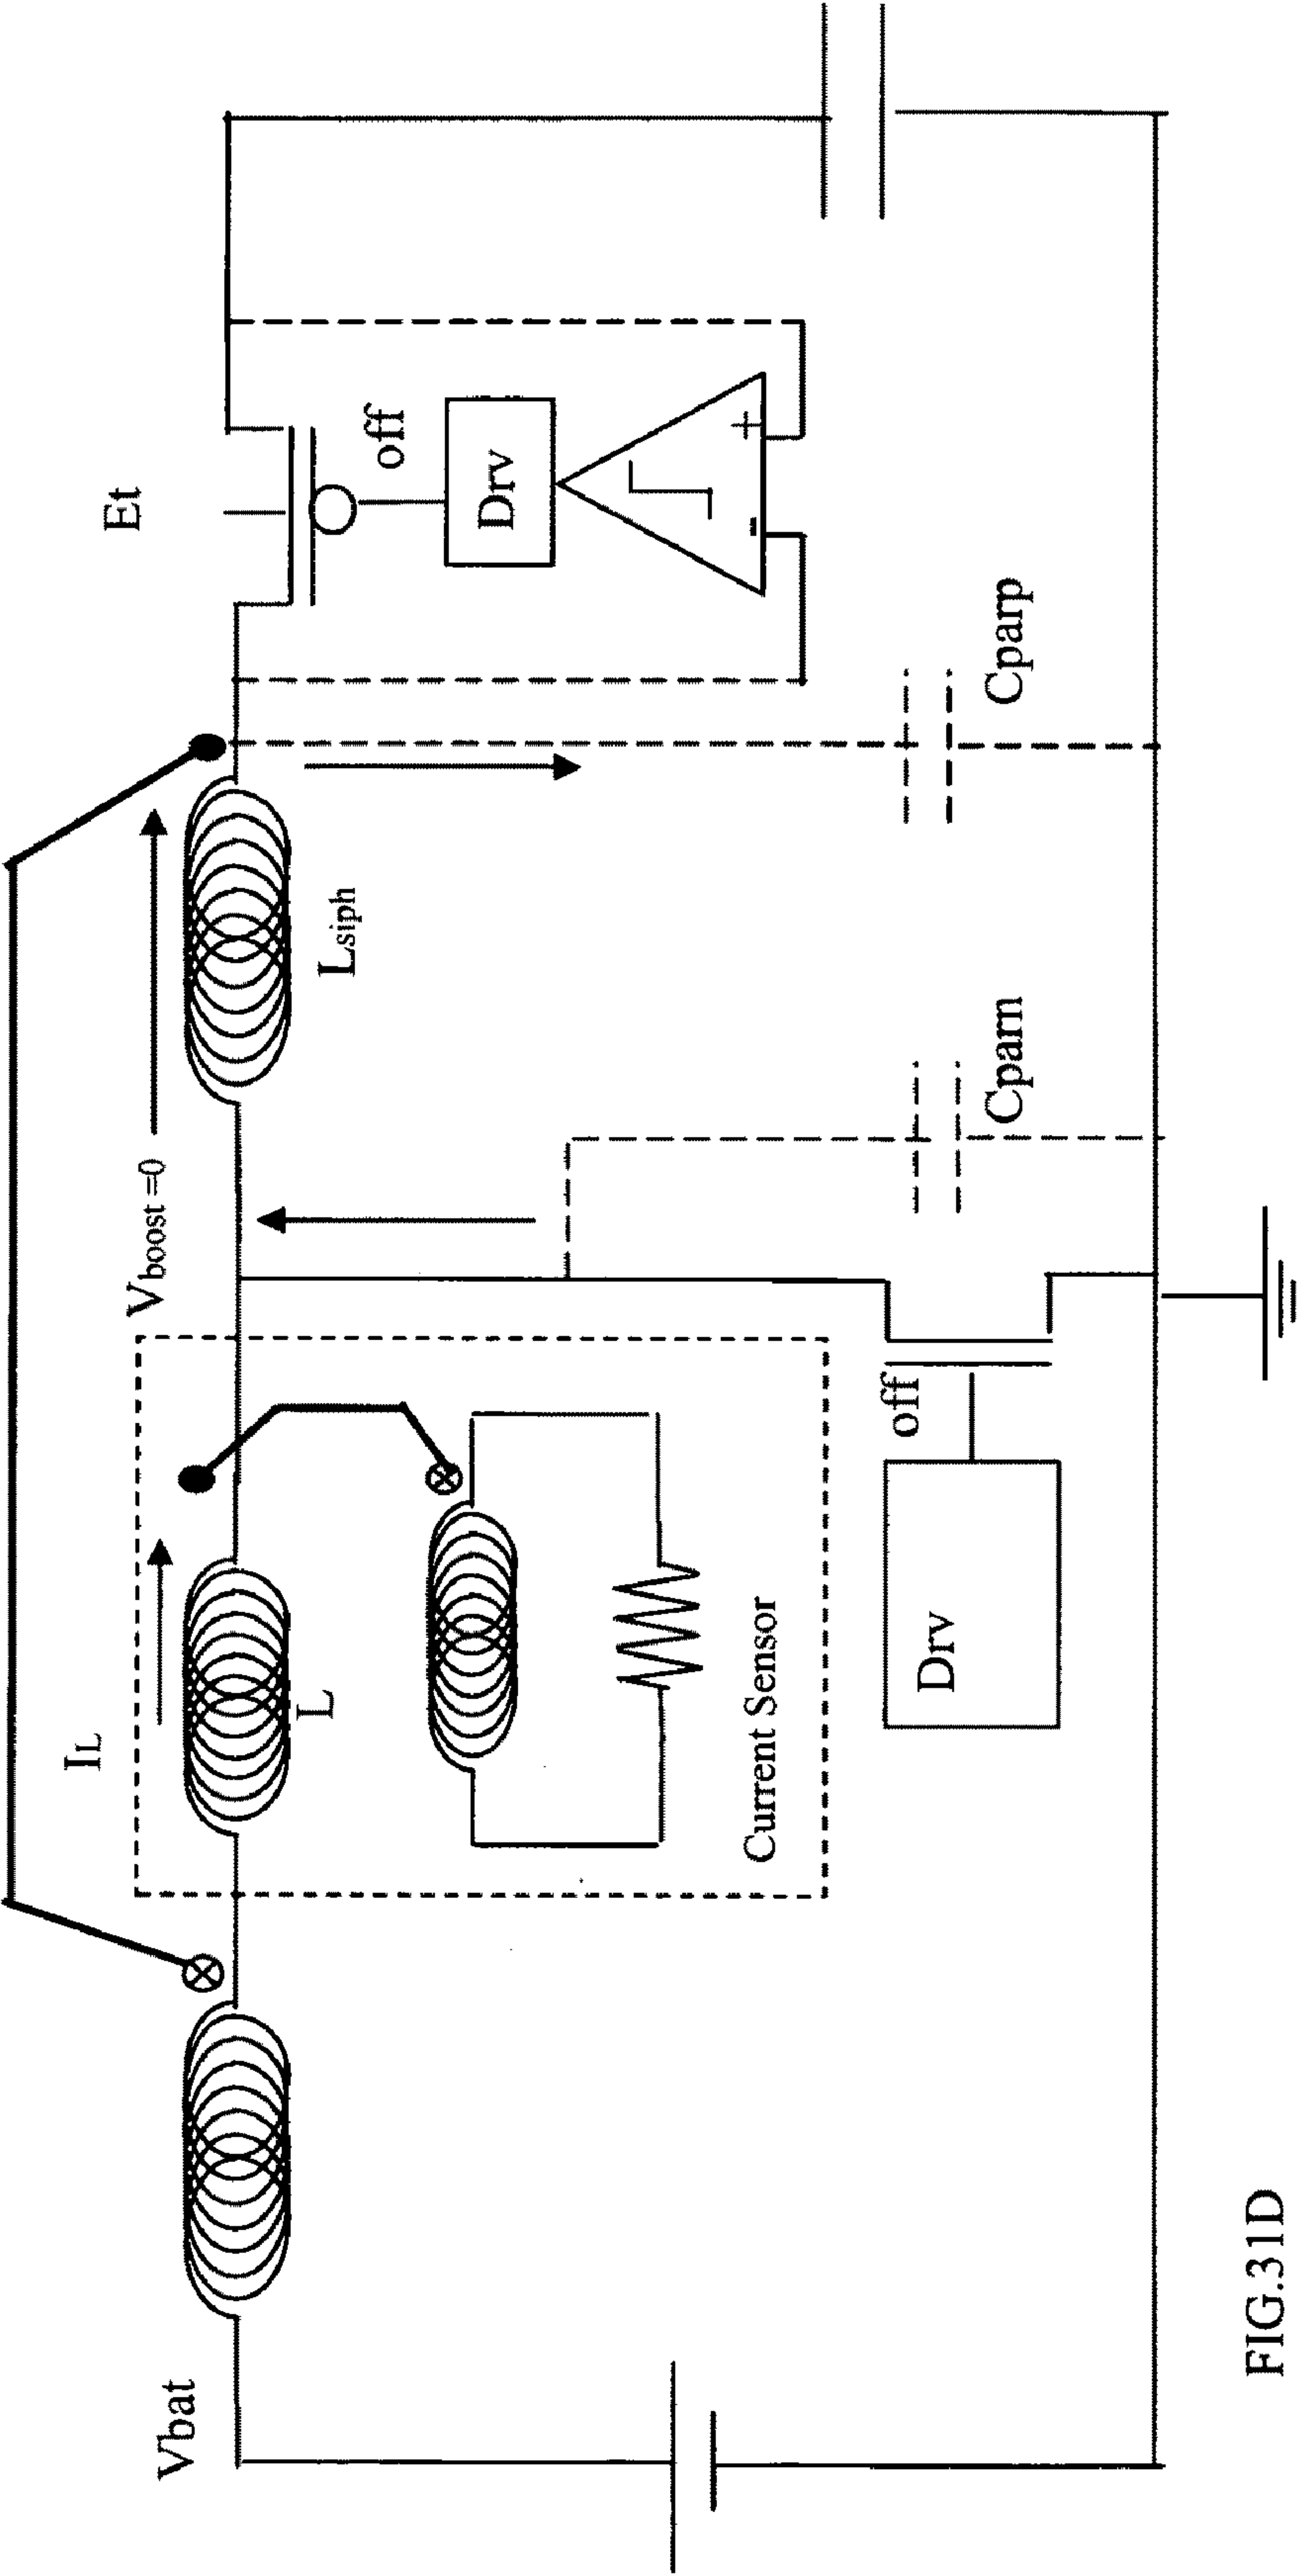 Et
IL
Vboost =0
Vbat
off
Drv
+
-
Lsiph
L
Cparp
Cparn
Current Sensor
off
Drv
FIG.31D